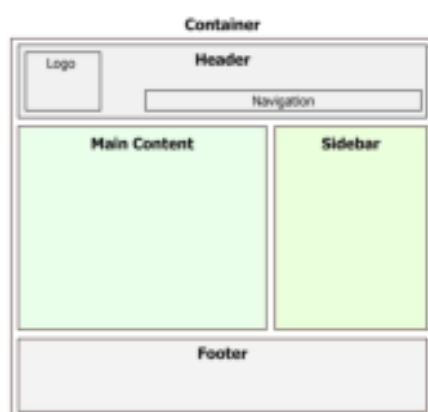 Container
Header
Logo
Navigation
Main Content
Sidebar
Footer